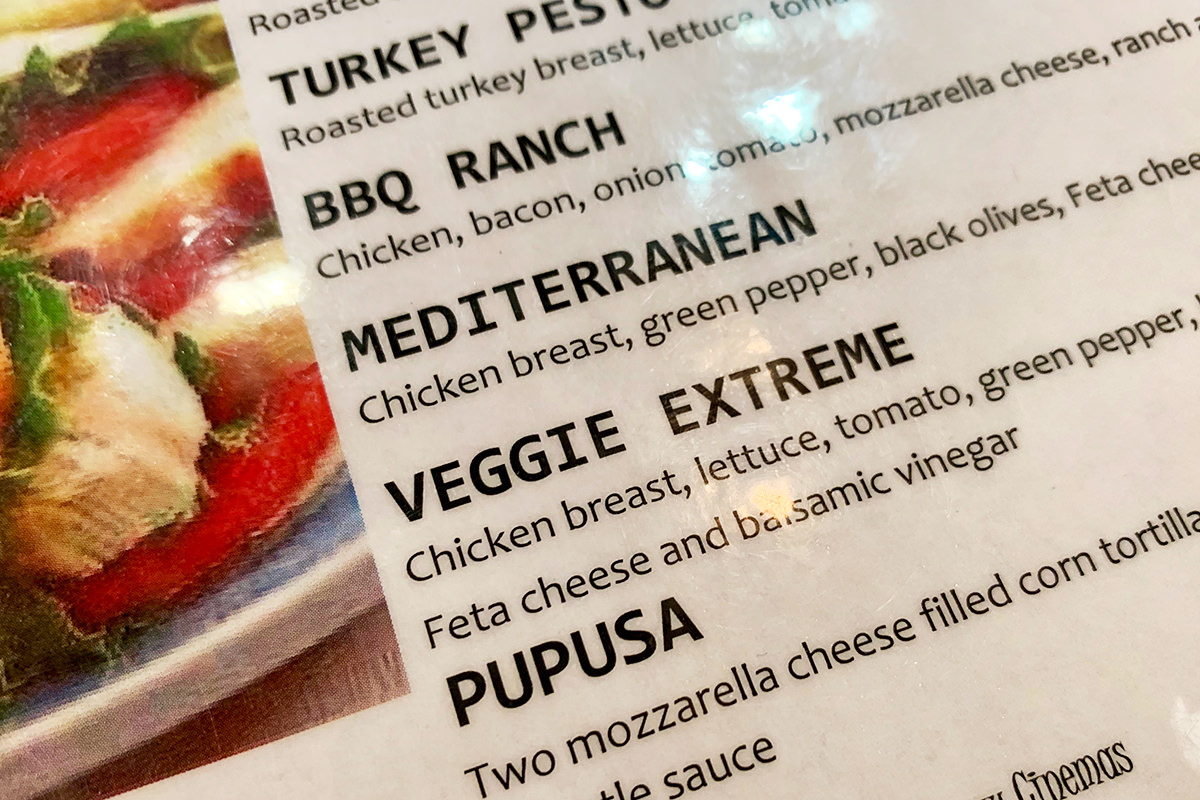 Roasted
TURKEY PESTO
Roasted turkey breast, lettuce,
BBQ RANCH
Chicken, bacon, onion, tomato, mozzarella cheese, ranch
MEDITERRANEAN
Chicken breast, green pepper, black olives, Feta
VEGGIE EXTREME
Chicken breast, lettuce, tomato, green pepper,
Feta cheese and balsamic vinegar
PUPUSA
Two mozzarella cheese filled corn
sauce
Cinemas